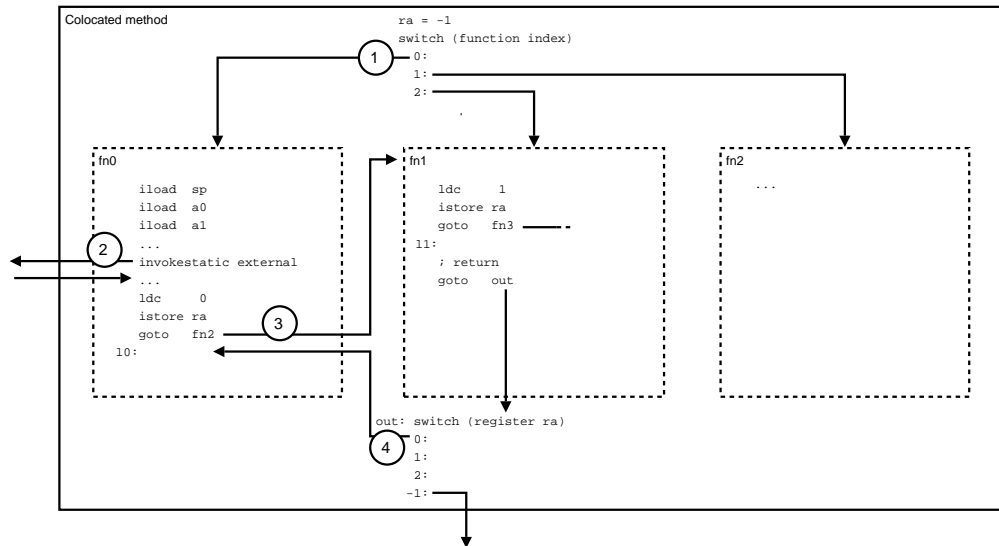 Colocated method
ra = -1
switch (function index)
1
0:
1:
2:
.
fn0
iload sp
iload a0
iload a1
...
2
invokestatic external
...
ldc 0
istore ra
3
goto fn2
l0:
fn1
ldc 1
istore ra
goto fn3
l1:
; return
goto out
fn2
...
out: switch (register ra)
4
0:
1:
2:
-1: